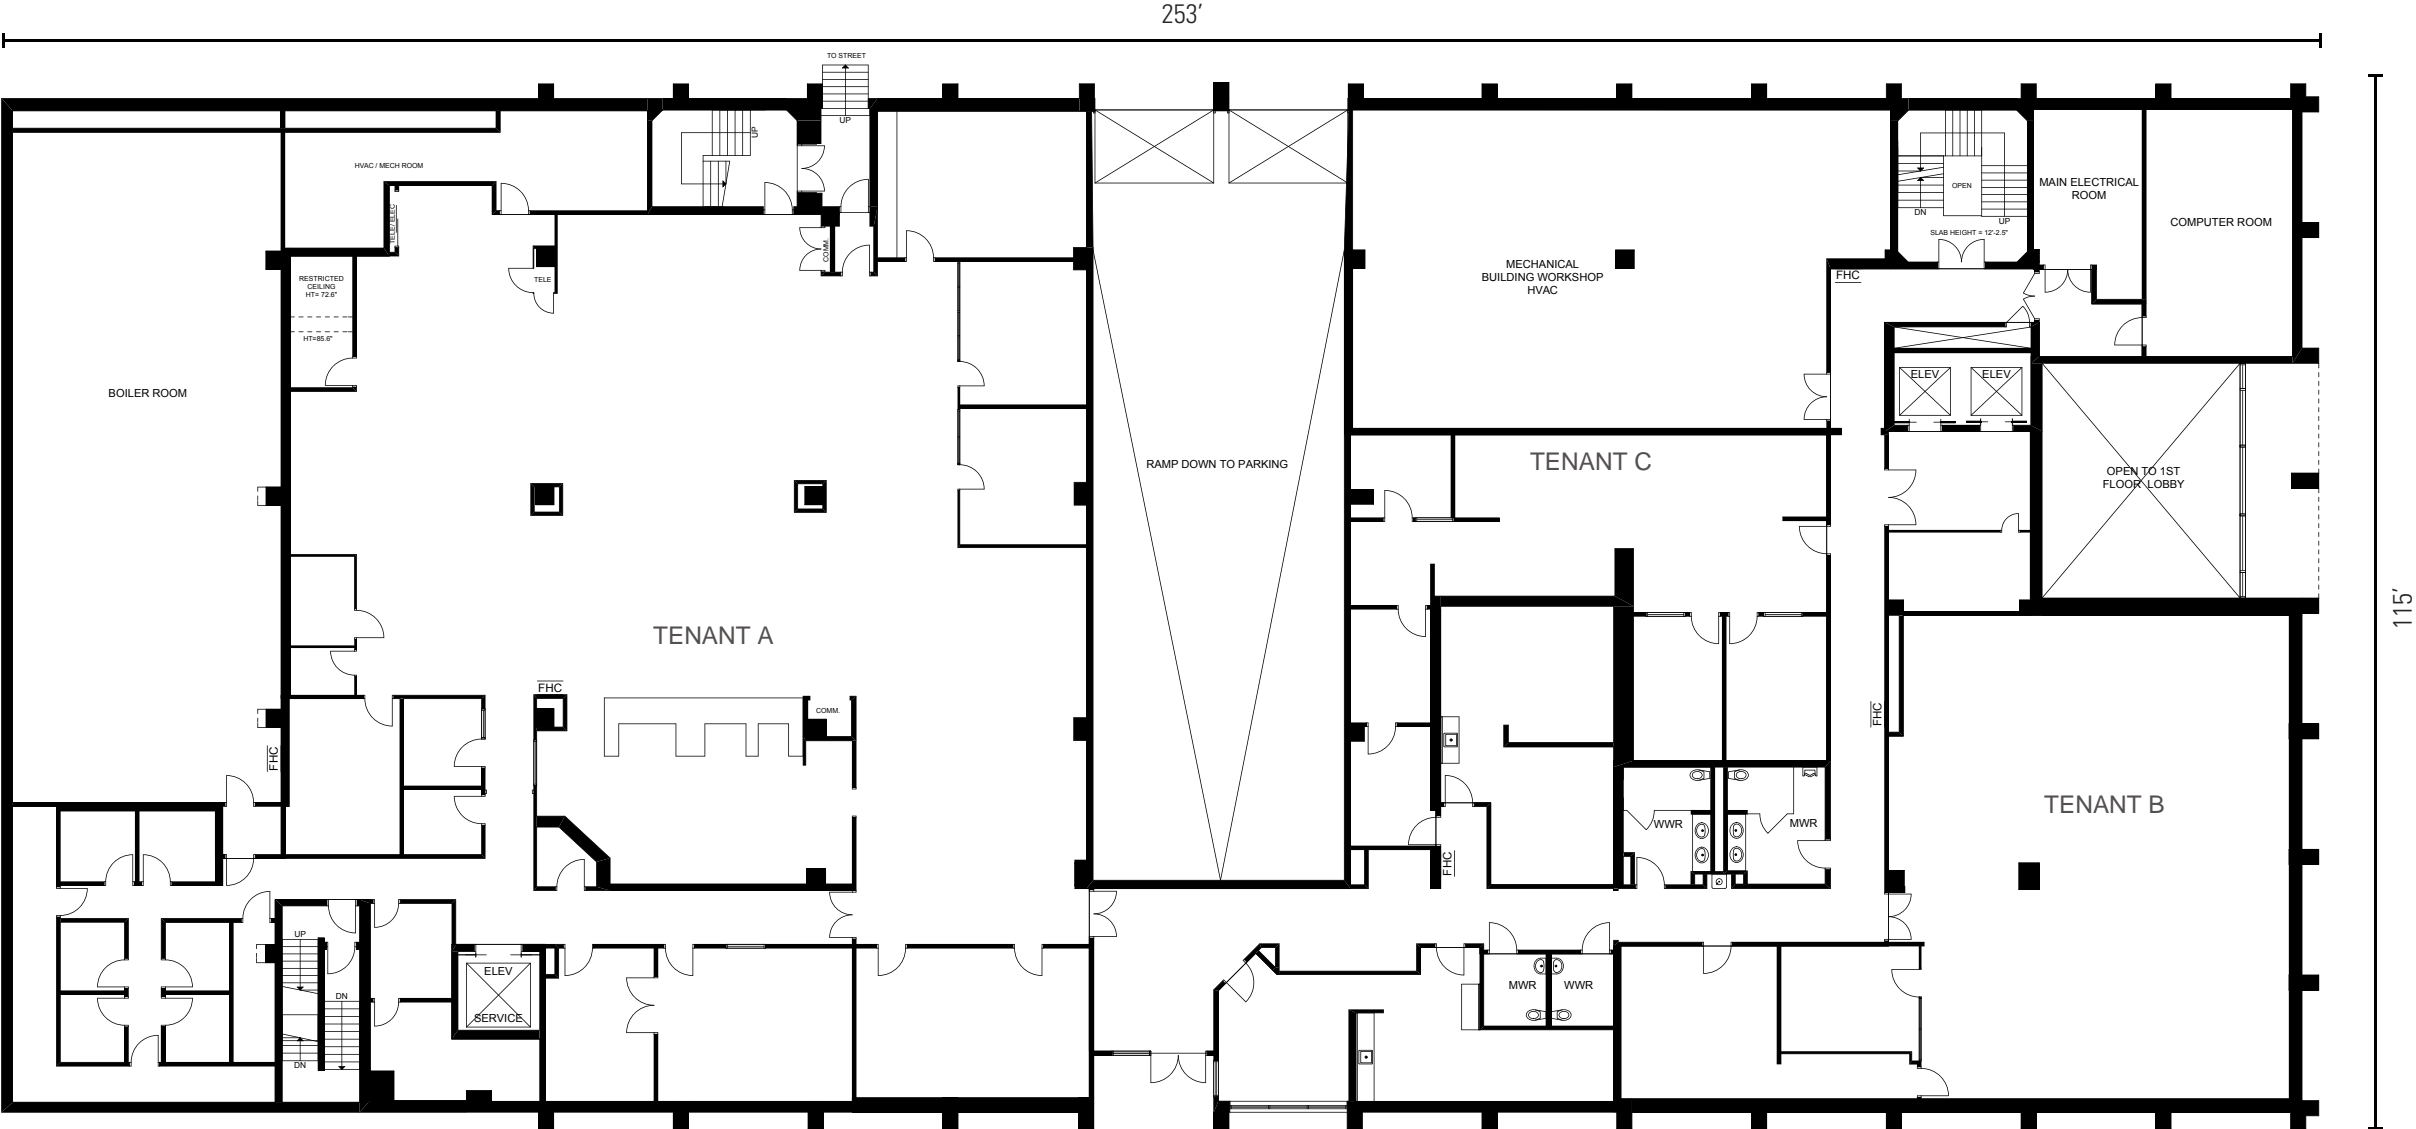 253’
TO STREET
UP
UP
HVAC / MECH ROOM
TELE/ ELEC
COMM.
TELE
RESTRICTED
CEILING
HT= 72.6"
HT=85.6"
BOILER ROOM
MECHANICAL
BUILDING WORKSHOP
HVAC
OPEN
DN
UP
SLAB HEIGHT = 12'-2.5"
FHC
MAIN ELECTRICAL
ROOM
COMPUTER ROOM
ELEV
ELEV
RAMP DOWN TO PARKING
TENANT C
OPEN TO 1ST
FLOOR LOBBY
115’
TENANT A
FHC
COMM.
FHC
FHC
TENANT B
WWR
MWR
FHC
UP
DN
DN
ELEV
SERVICE
MWR
WWR